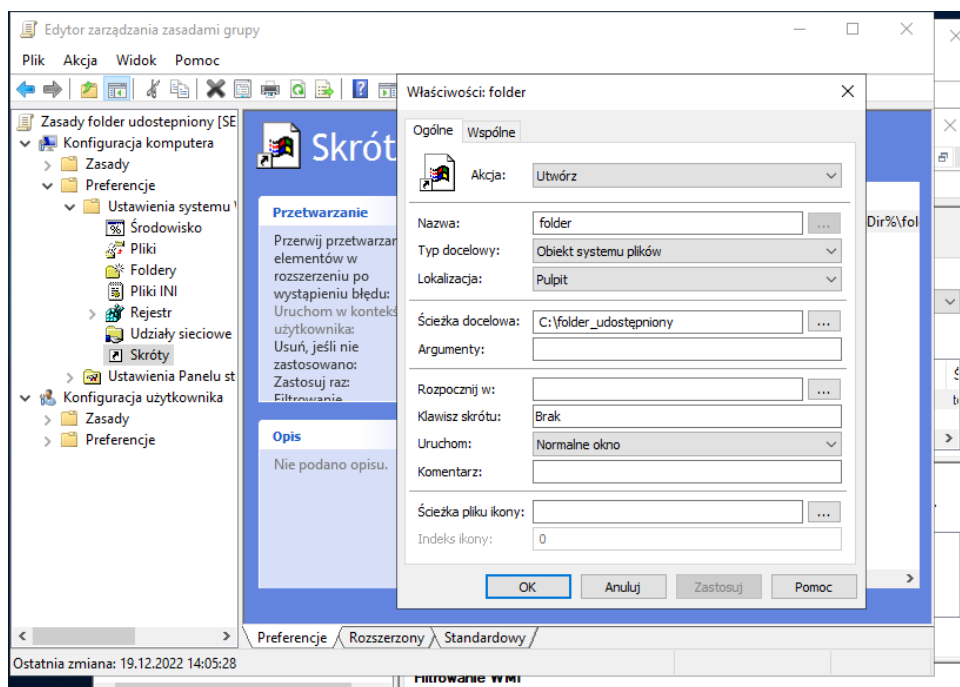 Edytor zarządzania zasadami grupy
Plik Akcja Widok Pomoc
Zasady folder udostepniony [SE
Konfiguracja komputera
Zasady
Preferencje
Ustawienia systemu
Środowisko
Pliki
Foldery
Pliki INI
Rejestr
Udziały sieciowe
Skróty
Ustawienia Panelu st
Konfiguracja użytkownika
Zasady
Preferencje
Skrót
Przetwarzanie
Przerwij przetwarzar
elementów w
rozszerzeniu po
wystąpieniu błędu:
Uruchom w konteks
użytkownika:
Usuń, jeśli nie
zastosowano:
Zastosuj raz:
Filtrowanie
Opis
Nie podano opisu.
Dir%\fol
Właściwości: folder
Ogólne Wspólne
Akcja: Utwórz
Nazwa: folder ...
Typ docelowy: Obiekt systemu plików
Lokalizacja: Pulpit
Ścieżka docelowa: C:\folder_udostępniony ...
Argumenty:
Rozpocznij w: ...
Klawisz skrótu: Brak
Uruchom: Normalne okno
Komentarz:
Ścieżka pliku ikony: ...
Indeks ikony: 0
OK Anuluj Zastosuj Pomoc
Preferencje Rozszerzony Standardowy
Ostatnia zmiana: 19.12.2022 14:05:28
Filtrowanie WMI